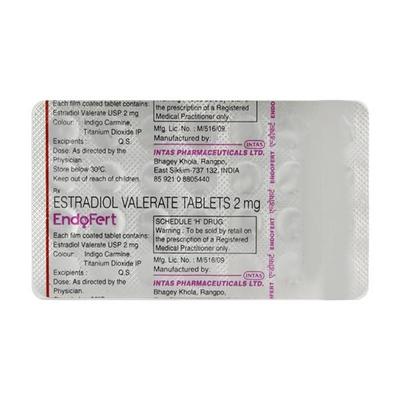 Each film coated tablet contains:
Estradiol Valerate USP 2 mg
Colour : Indigo Carmine,
Titanium Dioxide IP
Excipients : Q.S.
Dose: As directed by the
Physician.
Store below 30°C.
Keep out of reach of children.
the prescription of a Registered
Medical Practitioner only.
Mfg. Lic. No. : M/516/09
Manufactured by:
INTAS PHARMACEUTICALS LTD.
Bhagey Khola, Rangpo,
East Sikkim-737 132, INDIA
85 921 0 8805440
Rx
ESTRADIOL VALERATE TABLETS 2 mg
EndoFert
Each film coated tablet contains:
Estradiol Valerate USP 2 mg
Colour : Indigo Carmine,
Titanium Dioxide IP
Excipients : Q.S.
Dose: As directed by the
Physician.
SCHEDULE 'H' DRUG
Warning : To be sold by retail on
the prescription of a Registered
Medical Practitioner only.
Mfg. Lic. No. : M/516/09
Manufactured by:
INTAS
INTAS PHARMACEUTICALS LTD.
Bhagey Khola, Rangpo,
ENDOFERT
ENDOFERT
ENDOFERT